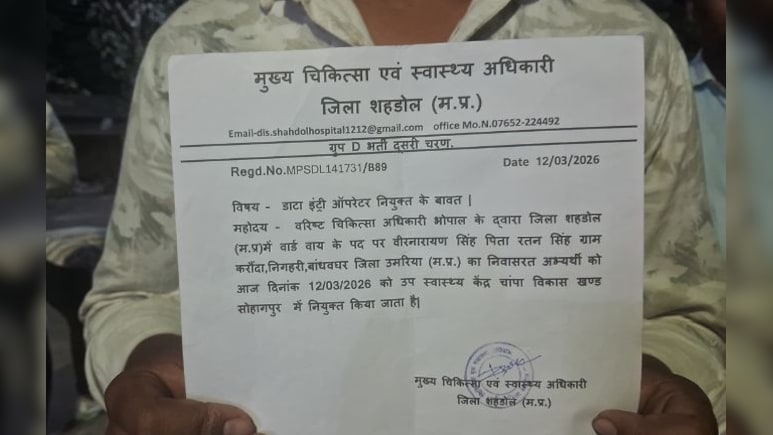 मुख्य चिकित्सा एवं स्वास्थ्य अधिकारी
जिला शहडोल (म.प्र.)
Email-dis.shahdolhospital1212@gmail.com office Mo.N.07652-224492
ग्रुप D भर्ती दूसरी चरण.
Regd.No.MPSDL141731/B89 Date 12/03/2026
विषय - डाटा इंट्री ऑपरेटर नियुक्त के बावत |
महोदय - वरिष्ट चिकित्सा अधिकारी भोपाल के द्वारा जिला शहडोल
(म.प्र)में वार्ड वाय के पद पर वीरनारायण सिंह पिता रतन सिंह ग्राम
करौंदा,निगहरी,बांधवघर जिला उमरिया (म.प्र.) का निवासरत अभ्यर्थी को
आज दिनांक 12/03/2026 को उप स्वास्थ्य केंद्र चांपा विकास खण्ड
सोहागपुर में नियुक्त किया जाता है|
मुख्य चिकित्सा एवं स्वास्थ्य अधिकारी
जिला शहडोल (म.प्र.)